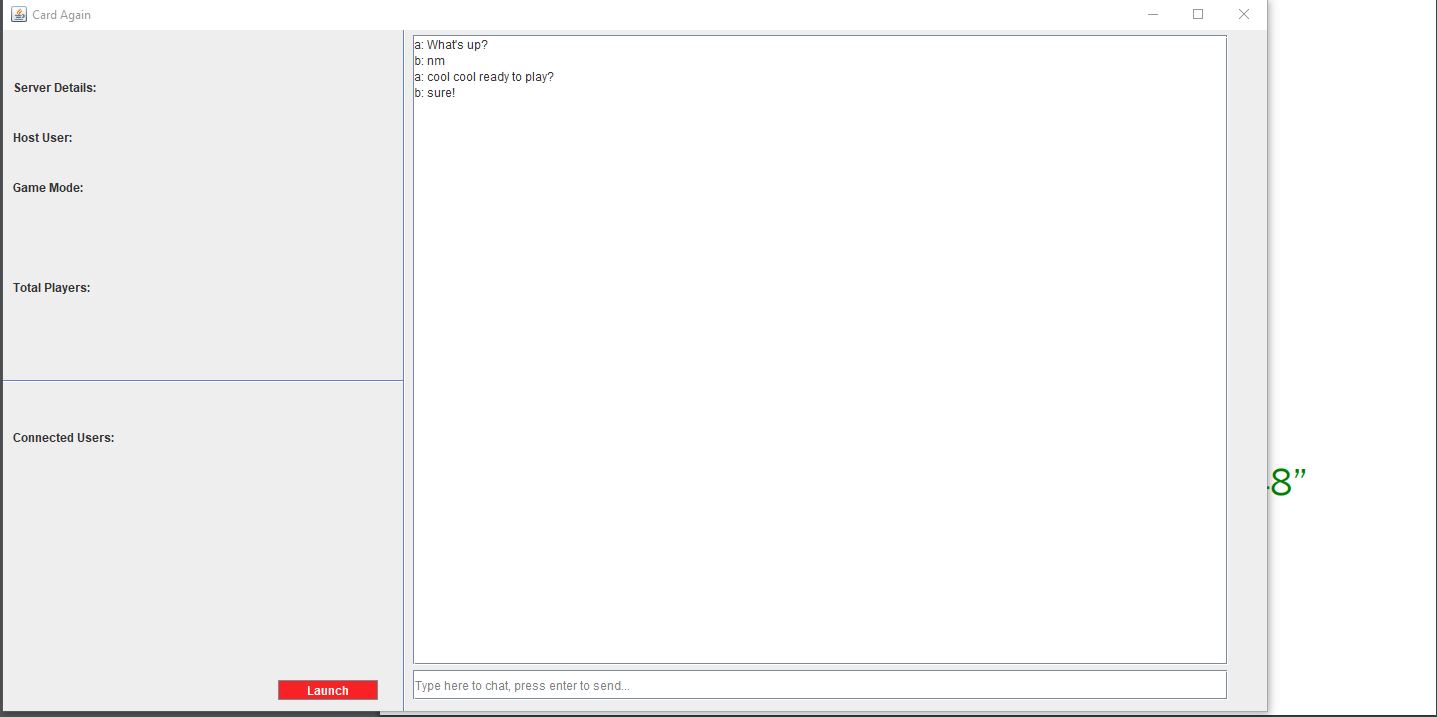 Card Again
Server Details:
Host User:
Game Mode:
Total Players:
Connected Users:
Launch
a: What's up?
b: nm
a: cool cool ready to play?
b: sure!
Type here to chat, press enter to send...
8”